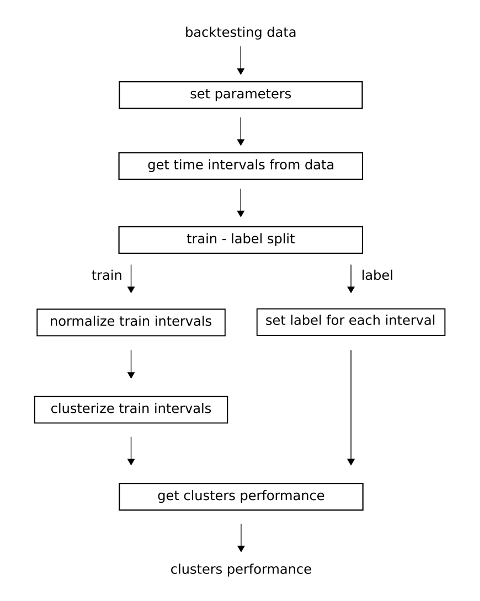 backtesting data
set parameters
get time intervals from data
train - label split
train
label
normalize train intervals
set label for each interval
clusterize train intervals
get clusters performance
clusters performance